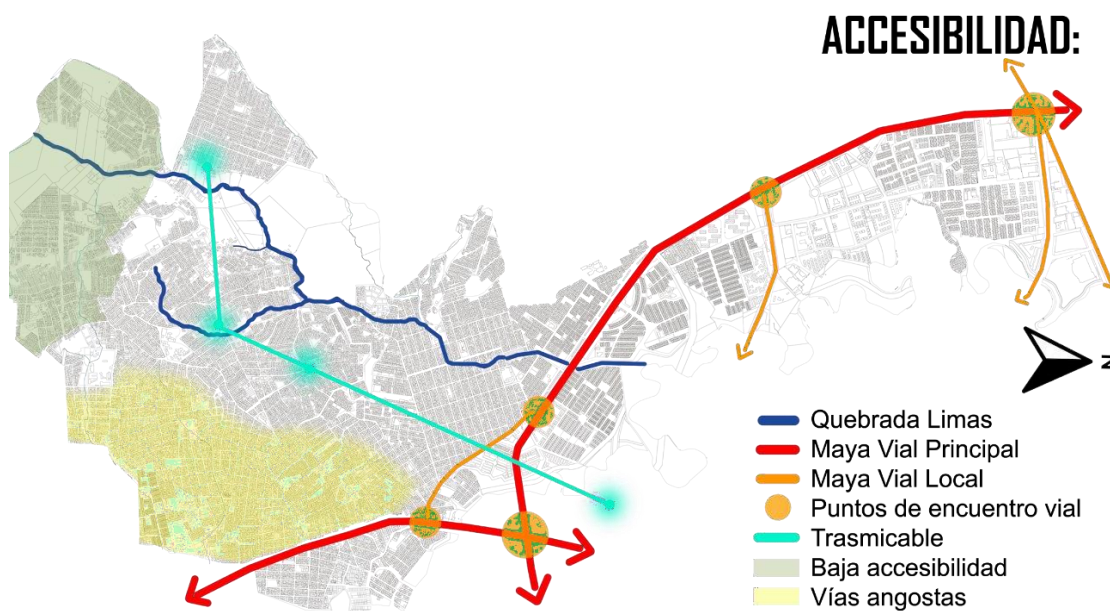 ACCESIBILIDAD:
N
Quebrada Limas
Maya Vial Principal
Maya Vial Local
Puntos de encuentro vial
Trasmicable
Baja accesibilidad
Vías angostas